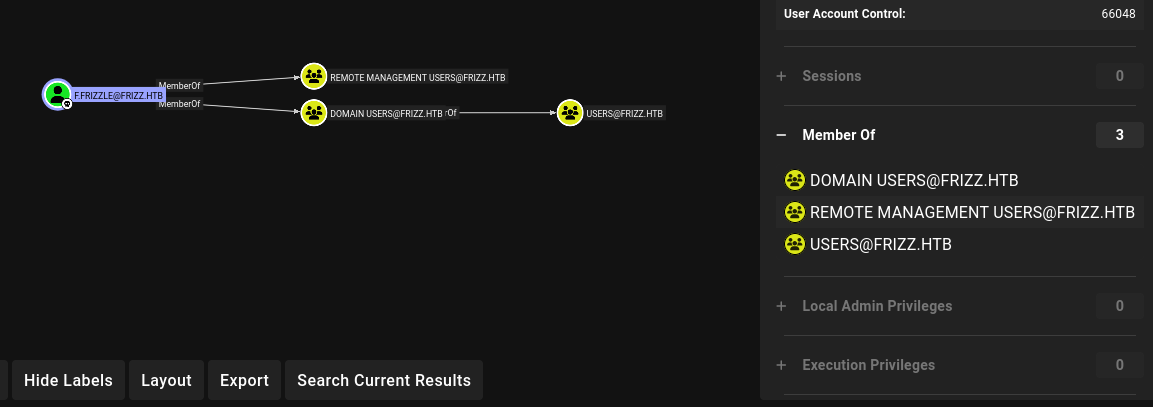 User Account Control: 66048
Sessions 0
Member Of 3
DOMAIN USERS@FRIZZ.HTB
REMOTE MANAGEMENT USERS@FRIZZ.HTB
USERS@FRIZZ.HTB
Local Admin Privileges 0
Execution Privileges 0
F.FRIZZLE@FRIZZ.HTB
MemberOf
MemberOf
REMOTE MANAGEMENT USERS@FRIZZ.HTB
DOMAIN USERS@FRIZZ.HTB
USERS@FRIZZ.HTB
Hide Labels
Layout
Export
Search Current Results